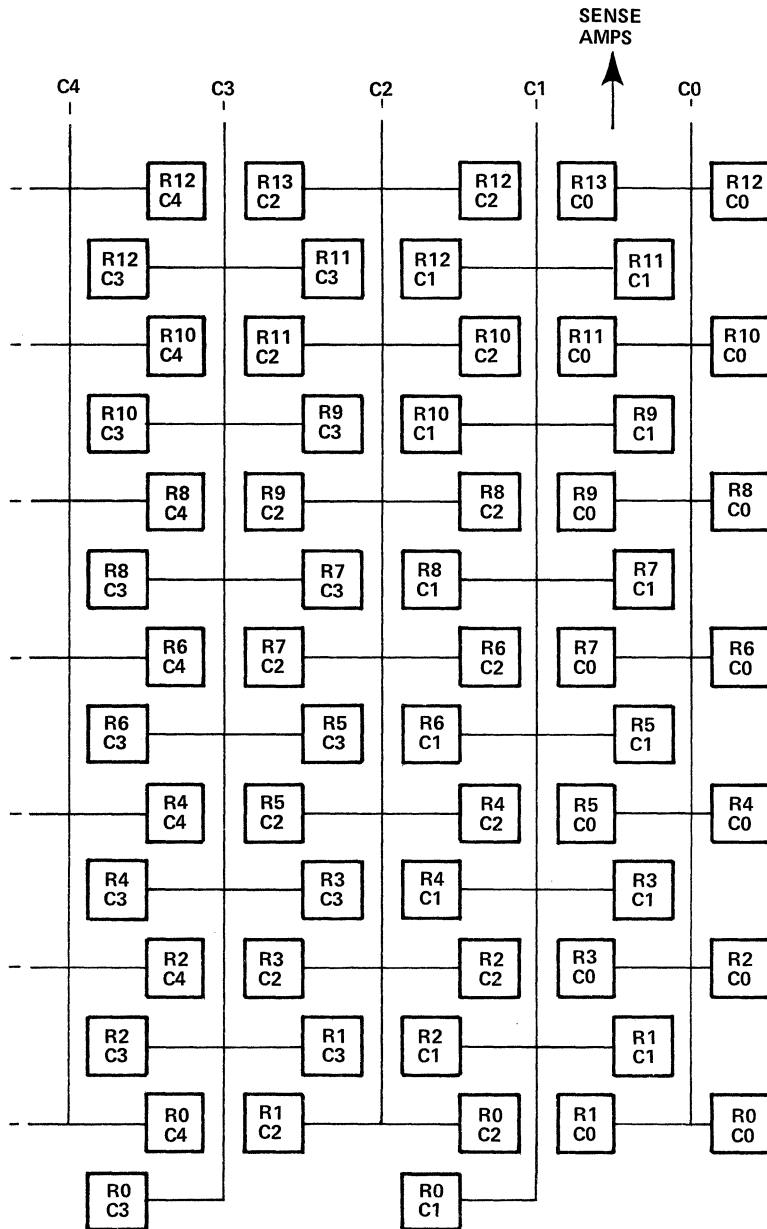 SENSE
AMPS
C4 C3 C2 C1 C0
R12 R13 R12 R13 R12
C4 C2 C2 C0 C0
R12 R11 R12 R11
C3 C3 C1 C1
R10 R11 R10 R11 R10
C4 C2 C2 C0 C0
R10 R9 R10 R9
C3 C3 C1 C1
R8 R9 R8 R9 R8
C4 C2 C2 C0 C0
R8 R7 R8 R7
C3 C3 C1 C1
R6 R7 R6 R7 R6
C4 C2 C2 C0 C0
R6 R5 R6 R5
C3 C3 C1 C1
R4 R5 R4 R5 R4
C4 C2 C2 C0 C0
R4 R3 R4 R3
C3 C3 C1 C1
R2 R3 R2 R3 R2
C4 C2 C2 C0 C0
R2 R1 R2 R1
C3 C3 C1 C1
R0 R1 R0 R1 R0
C4 C2 C2 C0 C0
R0 R0
C3 C1